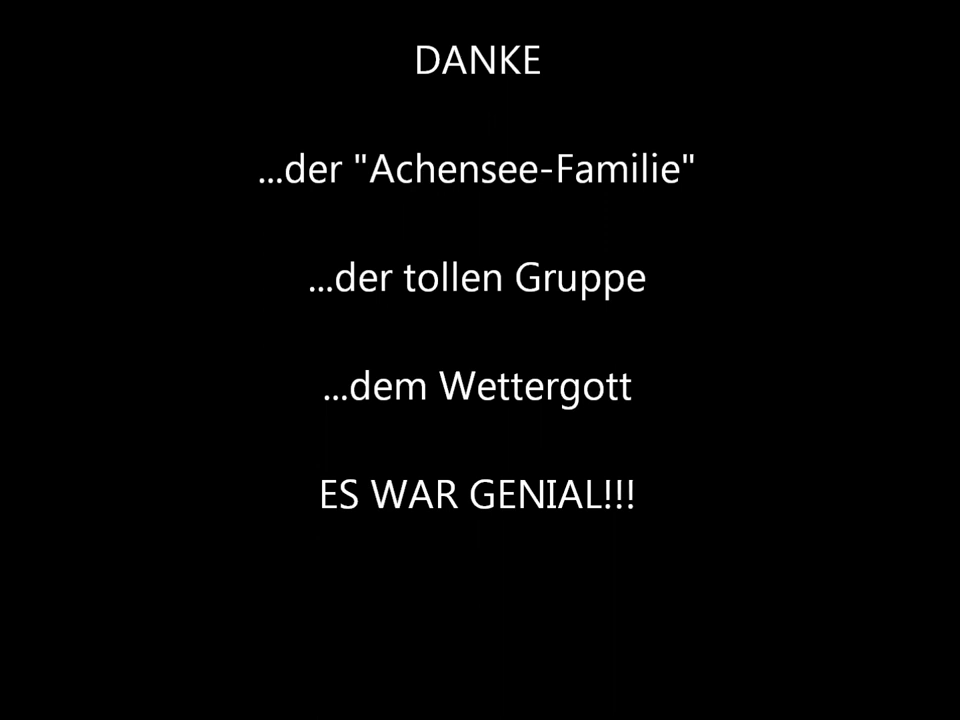 DANKE
...der "Achensee-Familie"
...der tollen Gruppe
...dem Wettergott
ES WAR GENIAL!!!